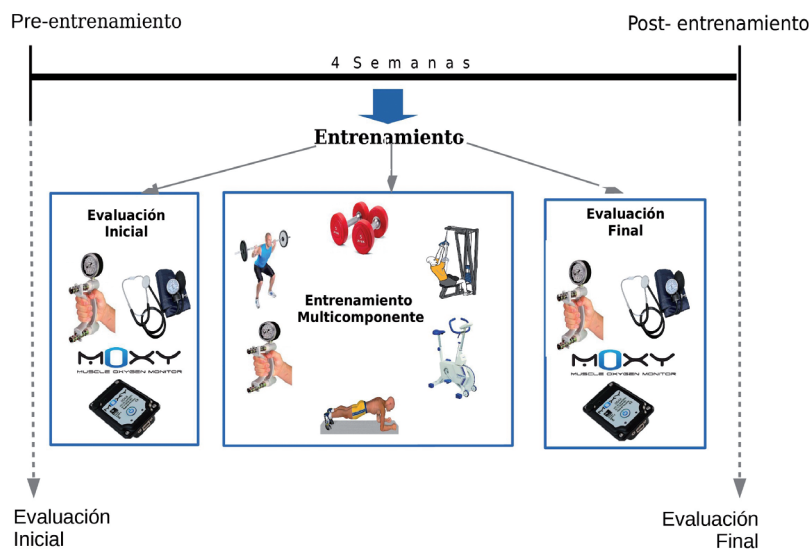 Pre-entrenamiento
Post- entrenamiento
4 Semanas
Entrenamiento
Evaluación
Inicial
MOXY
MUSCLE OXYGEN MONITOR
Entrenamiento
Multicomponente
Evaluación
Final
MOXY
MUSCLE OXYGEN MONITOR
Evaluación
Inicial
Evaluación
Final